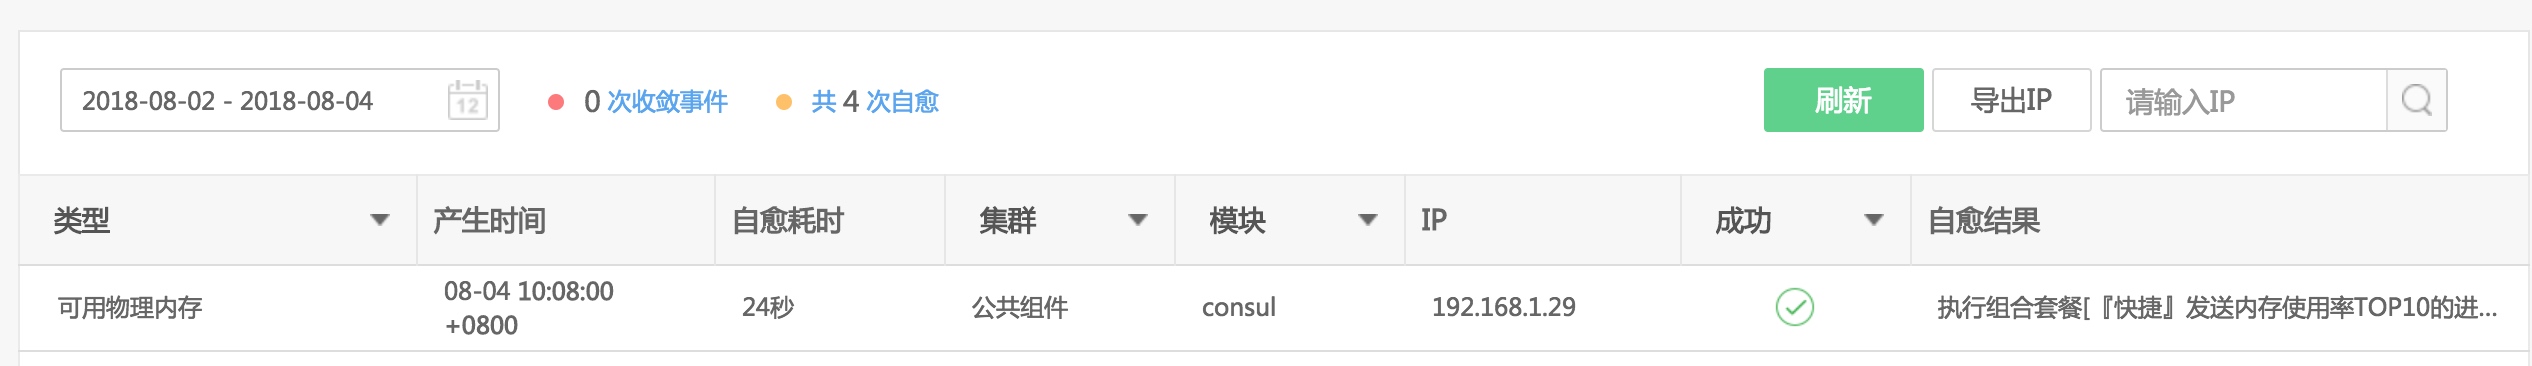 2018-08-02 - 2018-08-04
12
0 次收敛事件
共 4 次自愈
刷新
导出IP
请输入IP
类型
产生时间
自愈耗时
集群
模块
IP
成功
自愈结果
可用物理内存
08-04 10:08:00
+0800
24秒
公共组件
consul
192.168.1.29
执行组合套餐[『快捷』发送内存使用率TOP10的进...